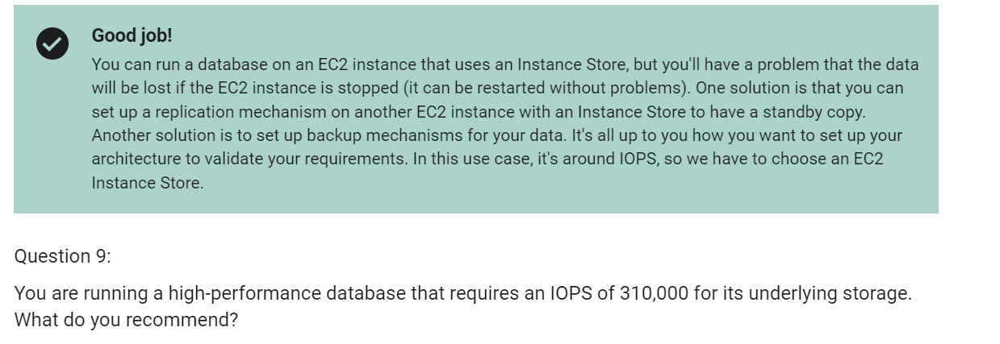 Good job!
You can run a database on an EC2 instance that uses an Instance Store, but you'll have a problem that the data
will be lost if the EC2 instance is stopped (it can be restarted without problems). One solution is that you can
set up a replication mechanism on another EC2 instance with an Instance Store to have a standby copy.
Another solution is to set up backup mechanisms for your data. It's all up to you how you want to set up your
architecture to validate your requirements. In this use case, it's around IOPS, so we have to choose an EC2
Instance Store.
Question 9:
You are running a high-performance database that requires an IOPS of 310,000 for its underlying storage.
What do you recommend?